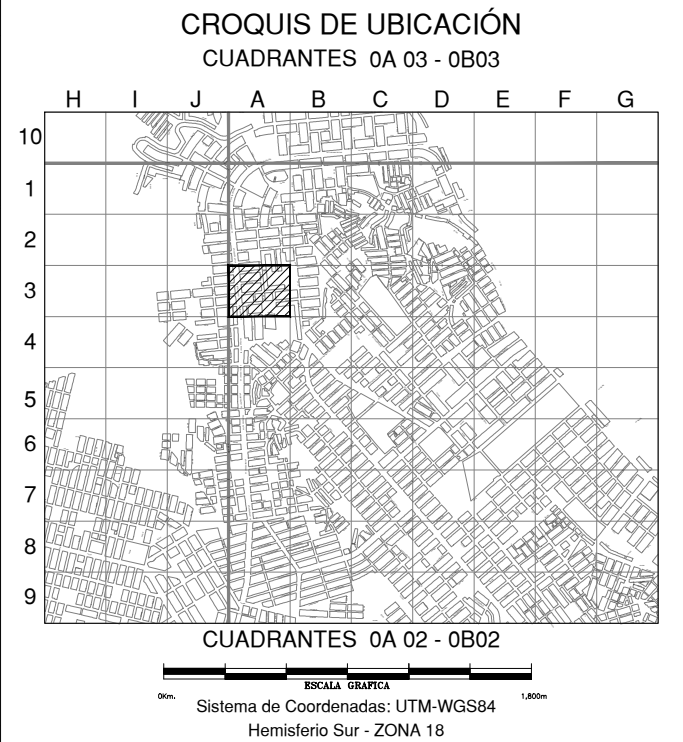 CROQUIS DE UBICACIÓN
CUADRANTES 0A 03 - 0B03
H I J A B C D E F G
10
1
2
3
4
5
6
7
8
9
CUADRANTES 0A 02 - 0B02
ESCALA GRAFICA
0Km. 1,800m
Sistema de Coordenadas: UTM-WGS84
Hemisferio Sur - ZONA 18